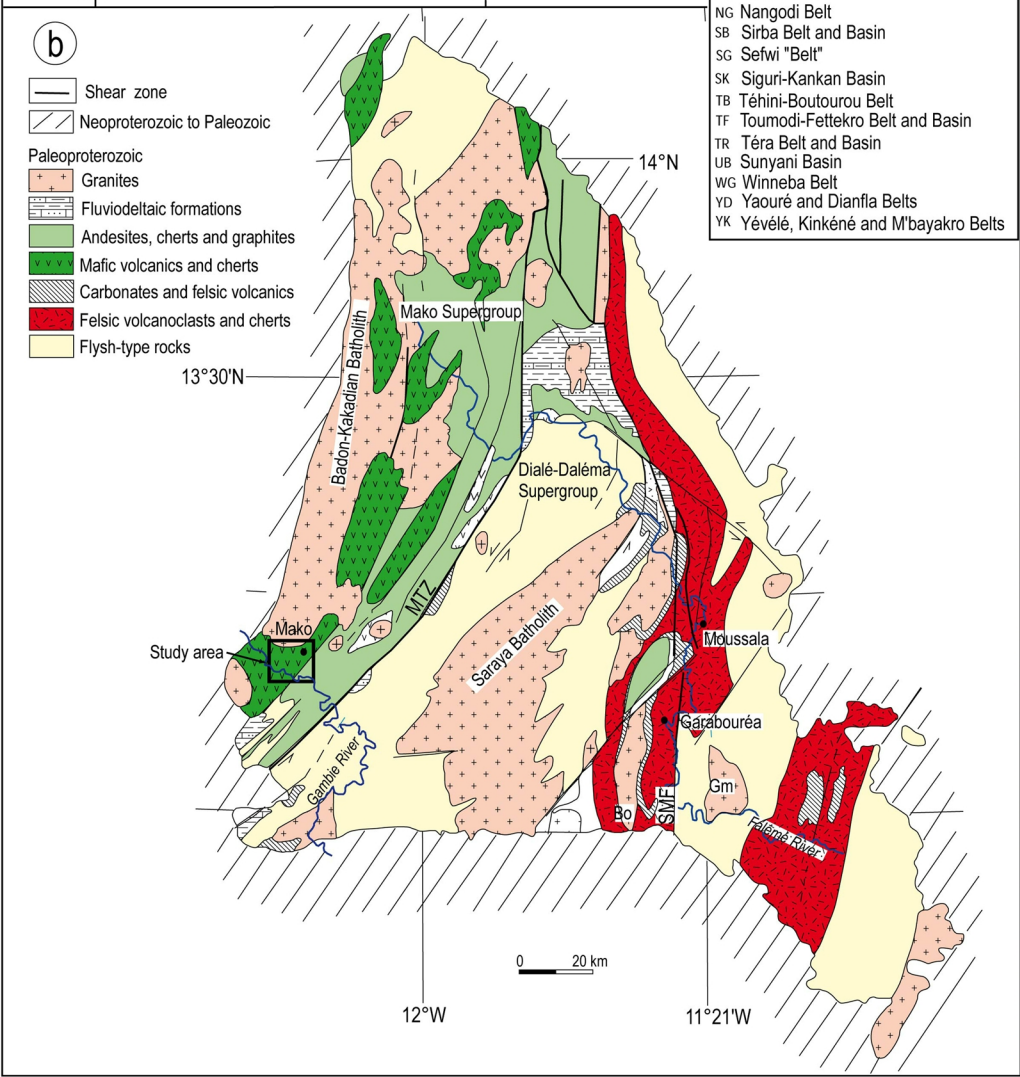 NG Nangodi Belt
SB Sirba Belt and Basin
SG Sefwi "Belt"
SK Siguri-Kankan Basin
TB Téhini-Boutourou Belt
TF Toumodi-Fettekro Belt and Basin
TR Téra Belt and Basin
UB Sunyani Basin
WG Winneba Belt
YD Yaouré and Dianfla Belts
YK Yévélé, Kinkéné and M'bayakro Belts
b
Shear zone
Neoproterozoic to Paleozoic
Paleoproterozoic
Granites
Fluviodeltaic formations
Andesites, cherts and graphites
Mafic volcanics and cherts
Carbonates and felsic volcanics
Felsic volcanoclasts and cherts
Flysch-type rocks
14°N
13°30'N
Mako Supergroup
Badon-Kakadian Batholith
Dialé-Daléma
Supergroup
MTZ
Saraya Batholith
Mako
Study area
Moussala
Garabouréa
Gambie River
Gm
Bo
SMF
Falémé River
0 20 km
12°W
11°21'W